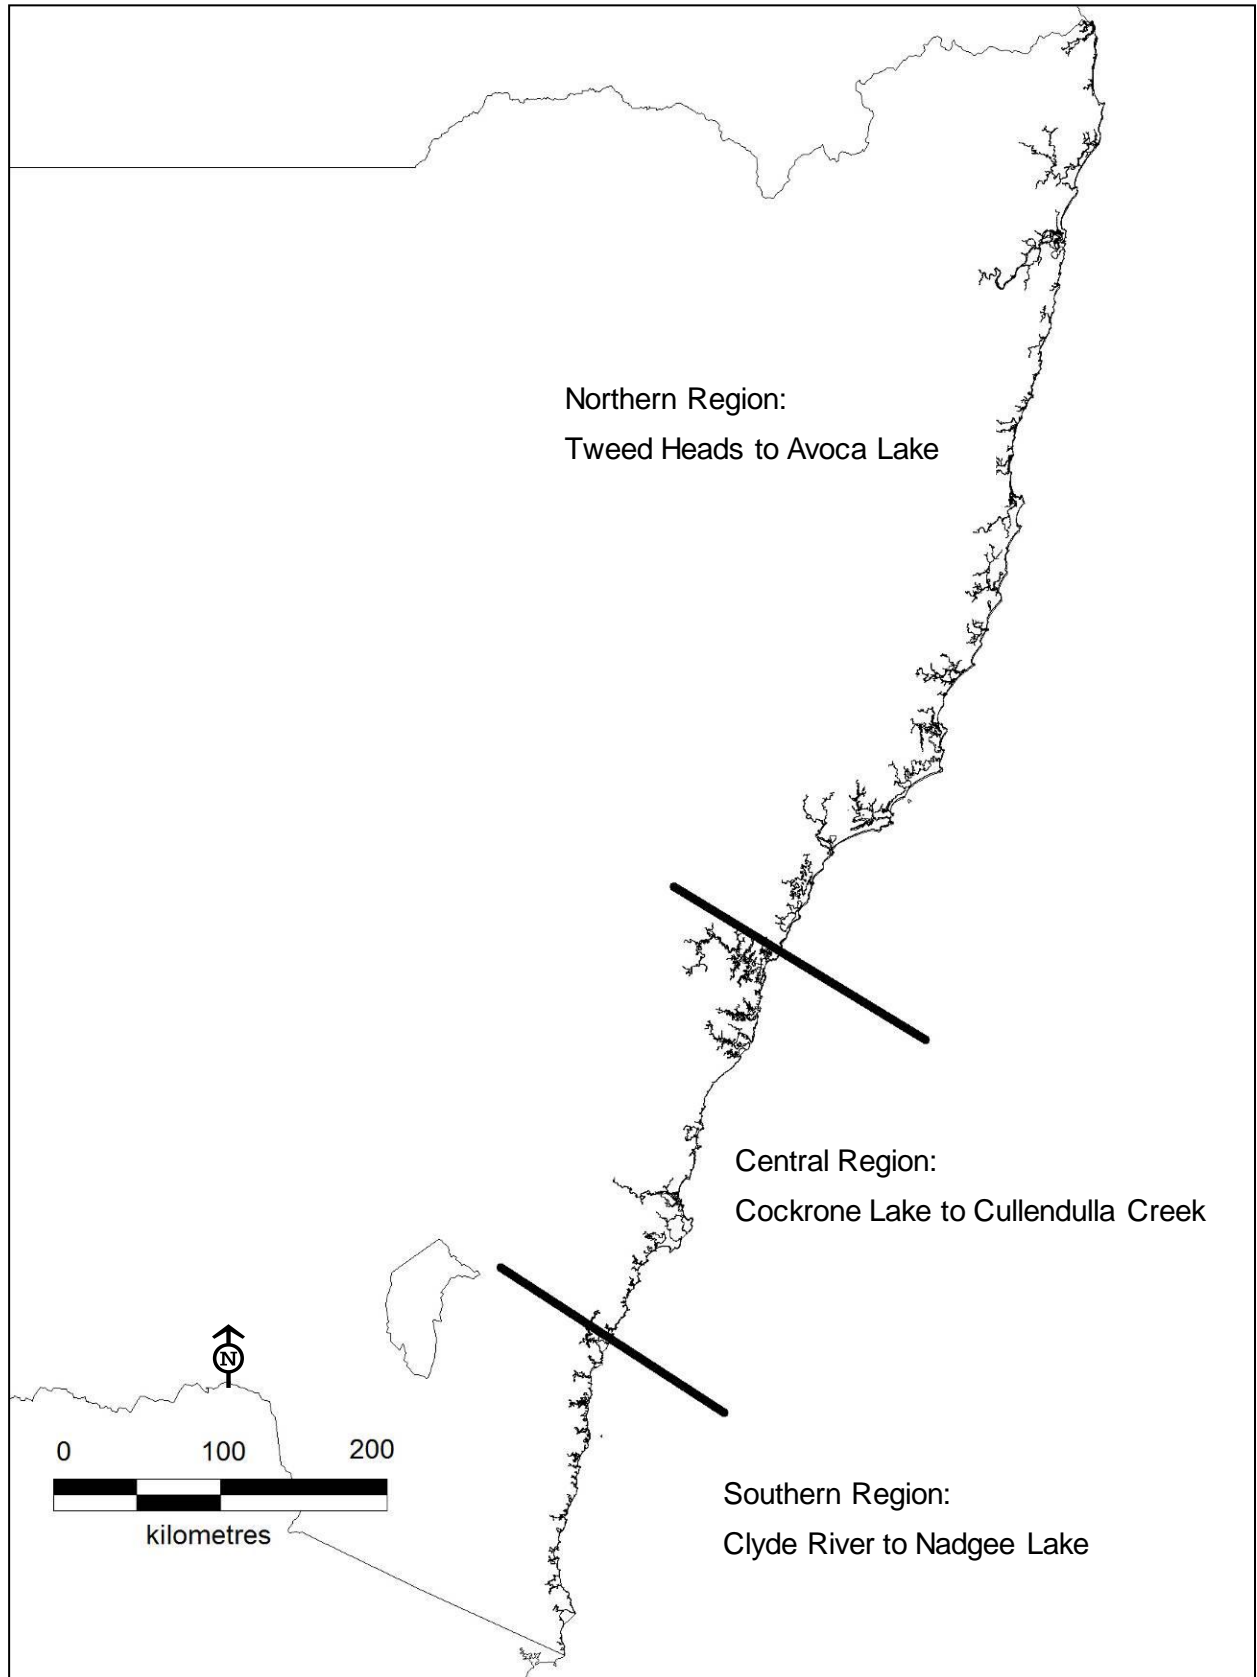 Northern Region:
Tweed Heads to Avoca Lake
Central Region:
Cockrone Lake to Cullendulla Creek
N
0 100 200
kilometres
Southern Region:
Clyde River to Nadgee Lake